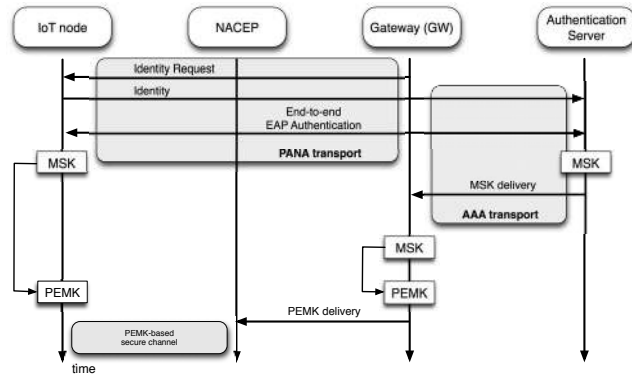 IoT node
NACEP
Gateway (GW)
Authentication
Server
Identity Request
Identity
End-to-end
EAP Authentication
PANA transport
MSK
MSK
MSK delivery
AAA transport
MSK
PEMK
PEMK
PEMK delivery
PEMK-based
secure channel
time